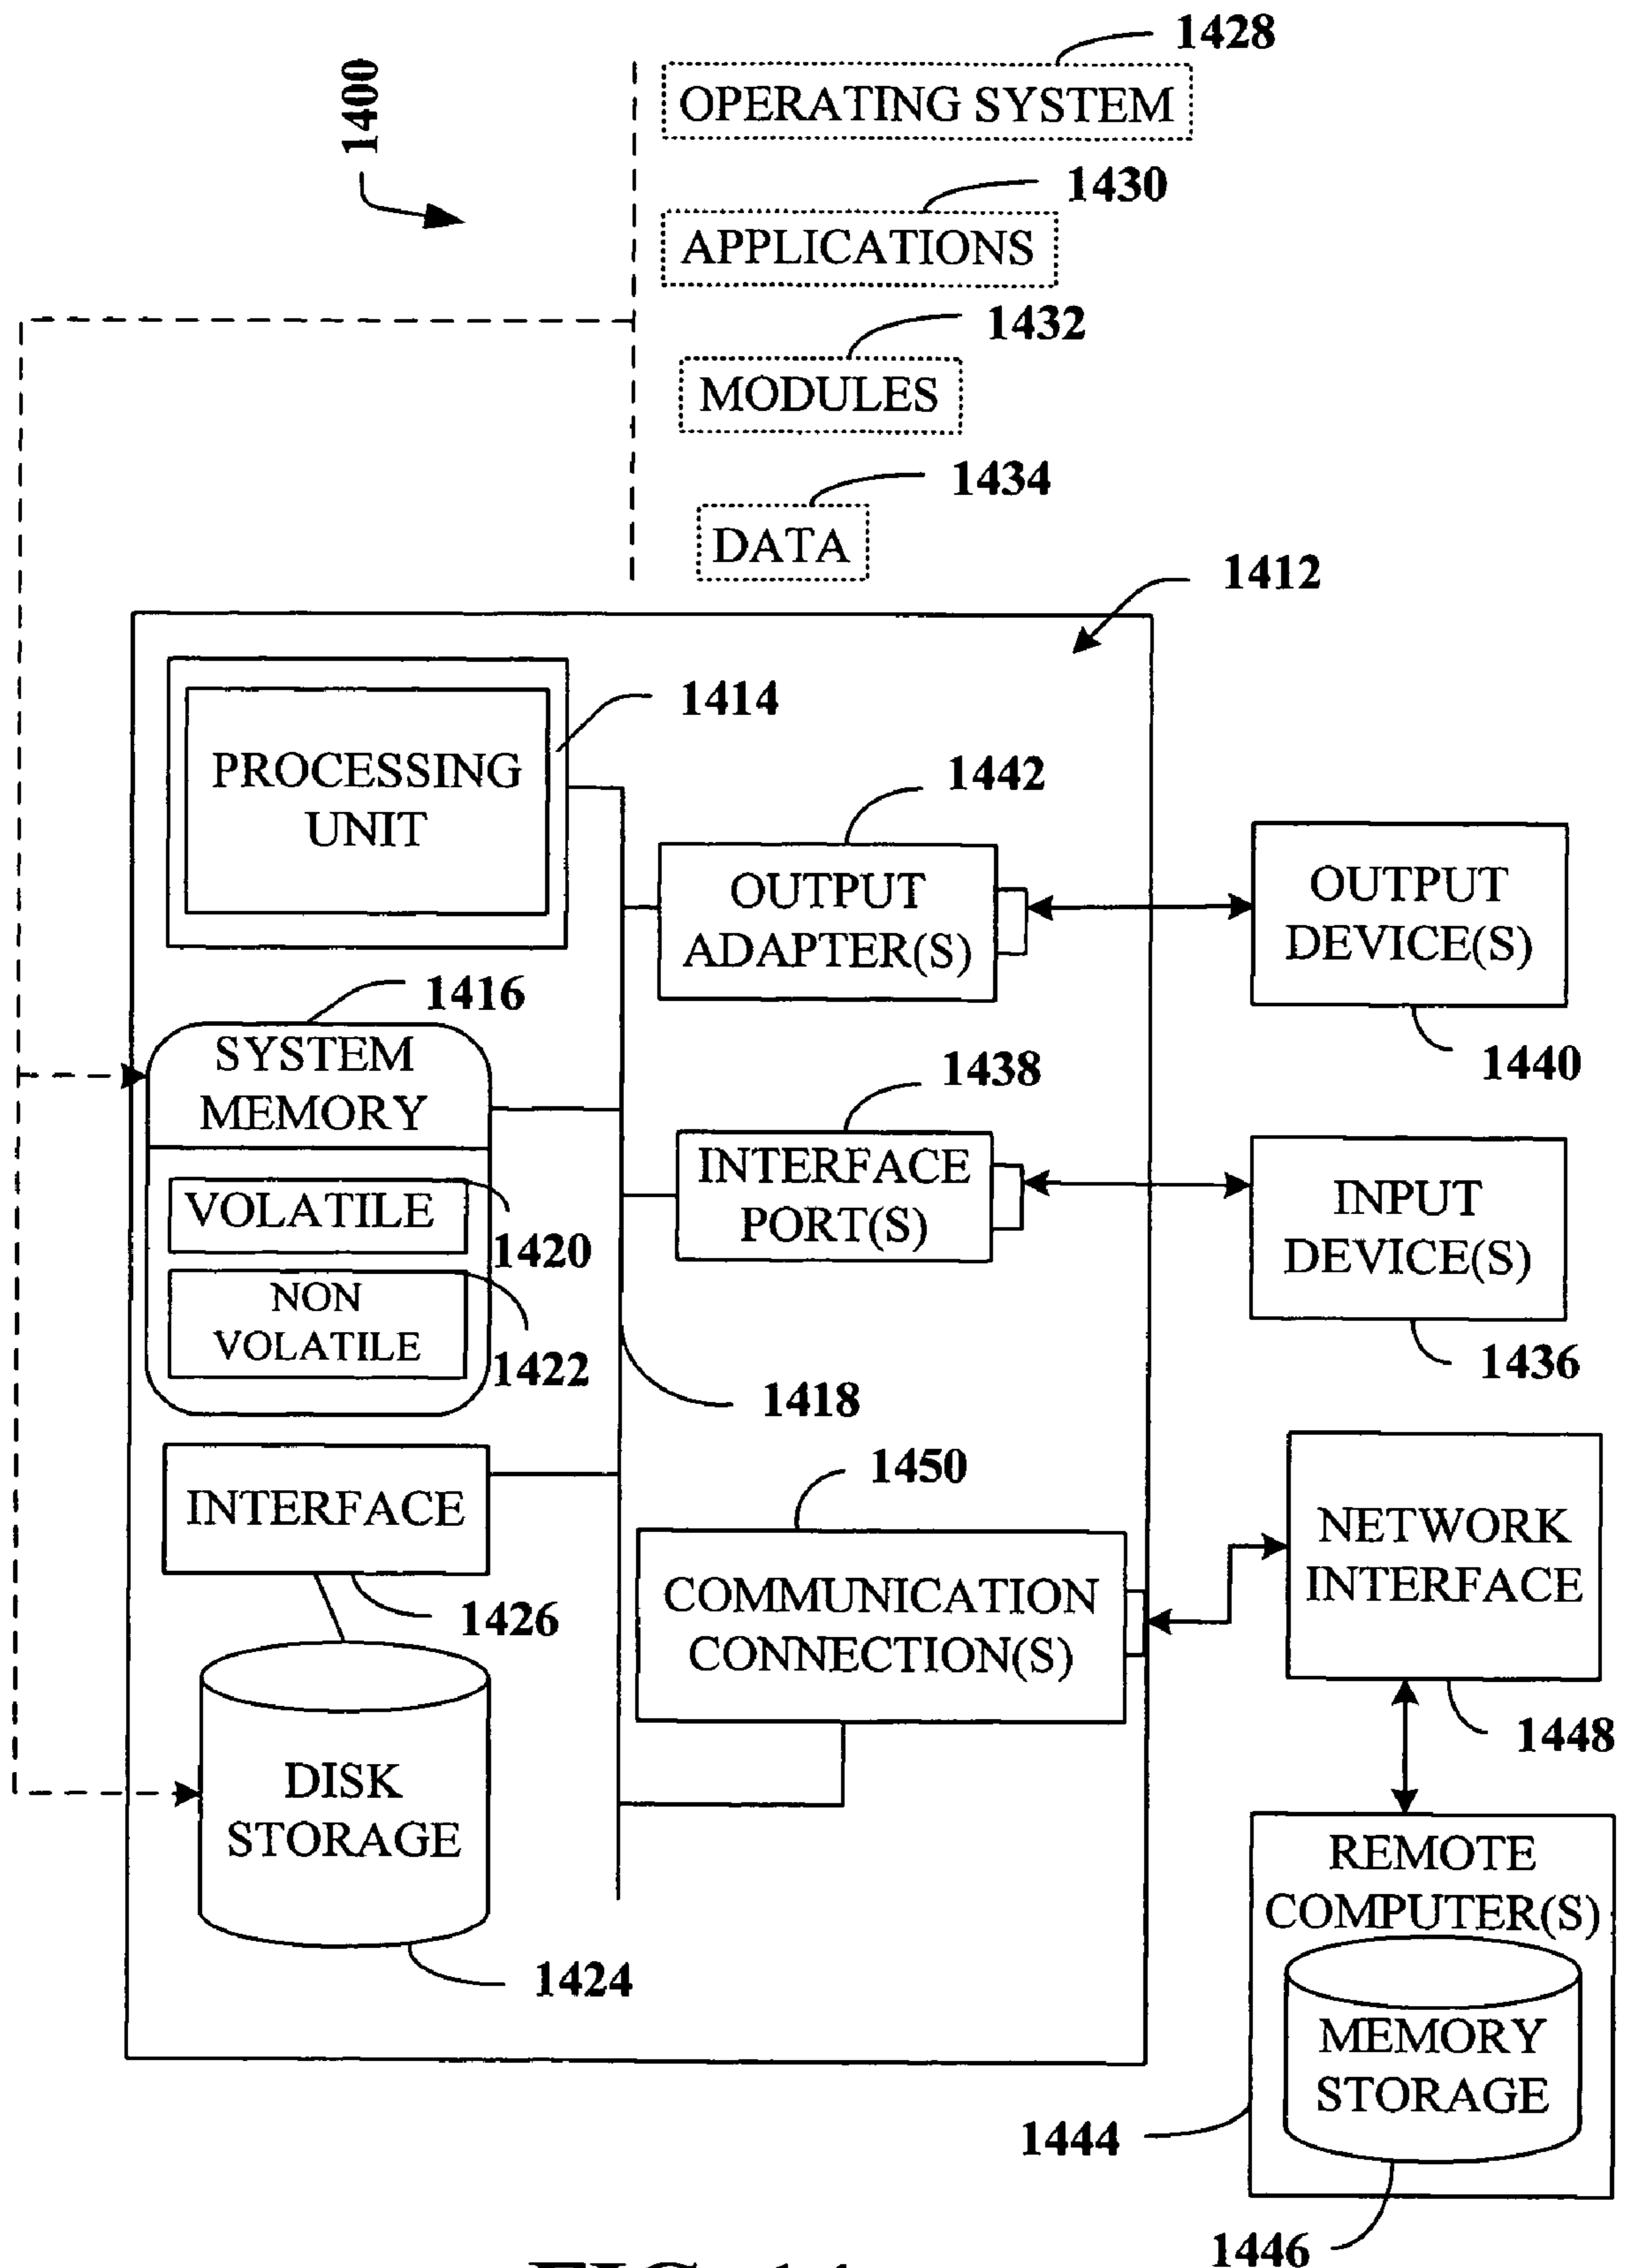 1428
1400
OPERATING SYSTEM
1430
APPLICATIONS
1432
MODULES
1434
DATA
1412
1414
PROCESSING
UNIT
1442
OUTPUT
ADAPTER(S)
OUTPUT
DEVICE(S)
1440
1416
SYSTEM
MEMORY
1438
INTERFACE
PORT(S)
INPUT
DEVICE(S)
1436
VOLATILE
1420
NON
VOLATILE
1422
1418
1450
INTERFACE
1426
COMMUNICATION
CONNECTION(S)
NETWORK
INTERFACE
1448
DISK
STORAGE
1424
REMOTE
COMPUTER(S)
MEMORY
STORAGE
1444
1446